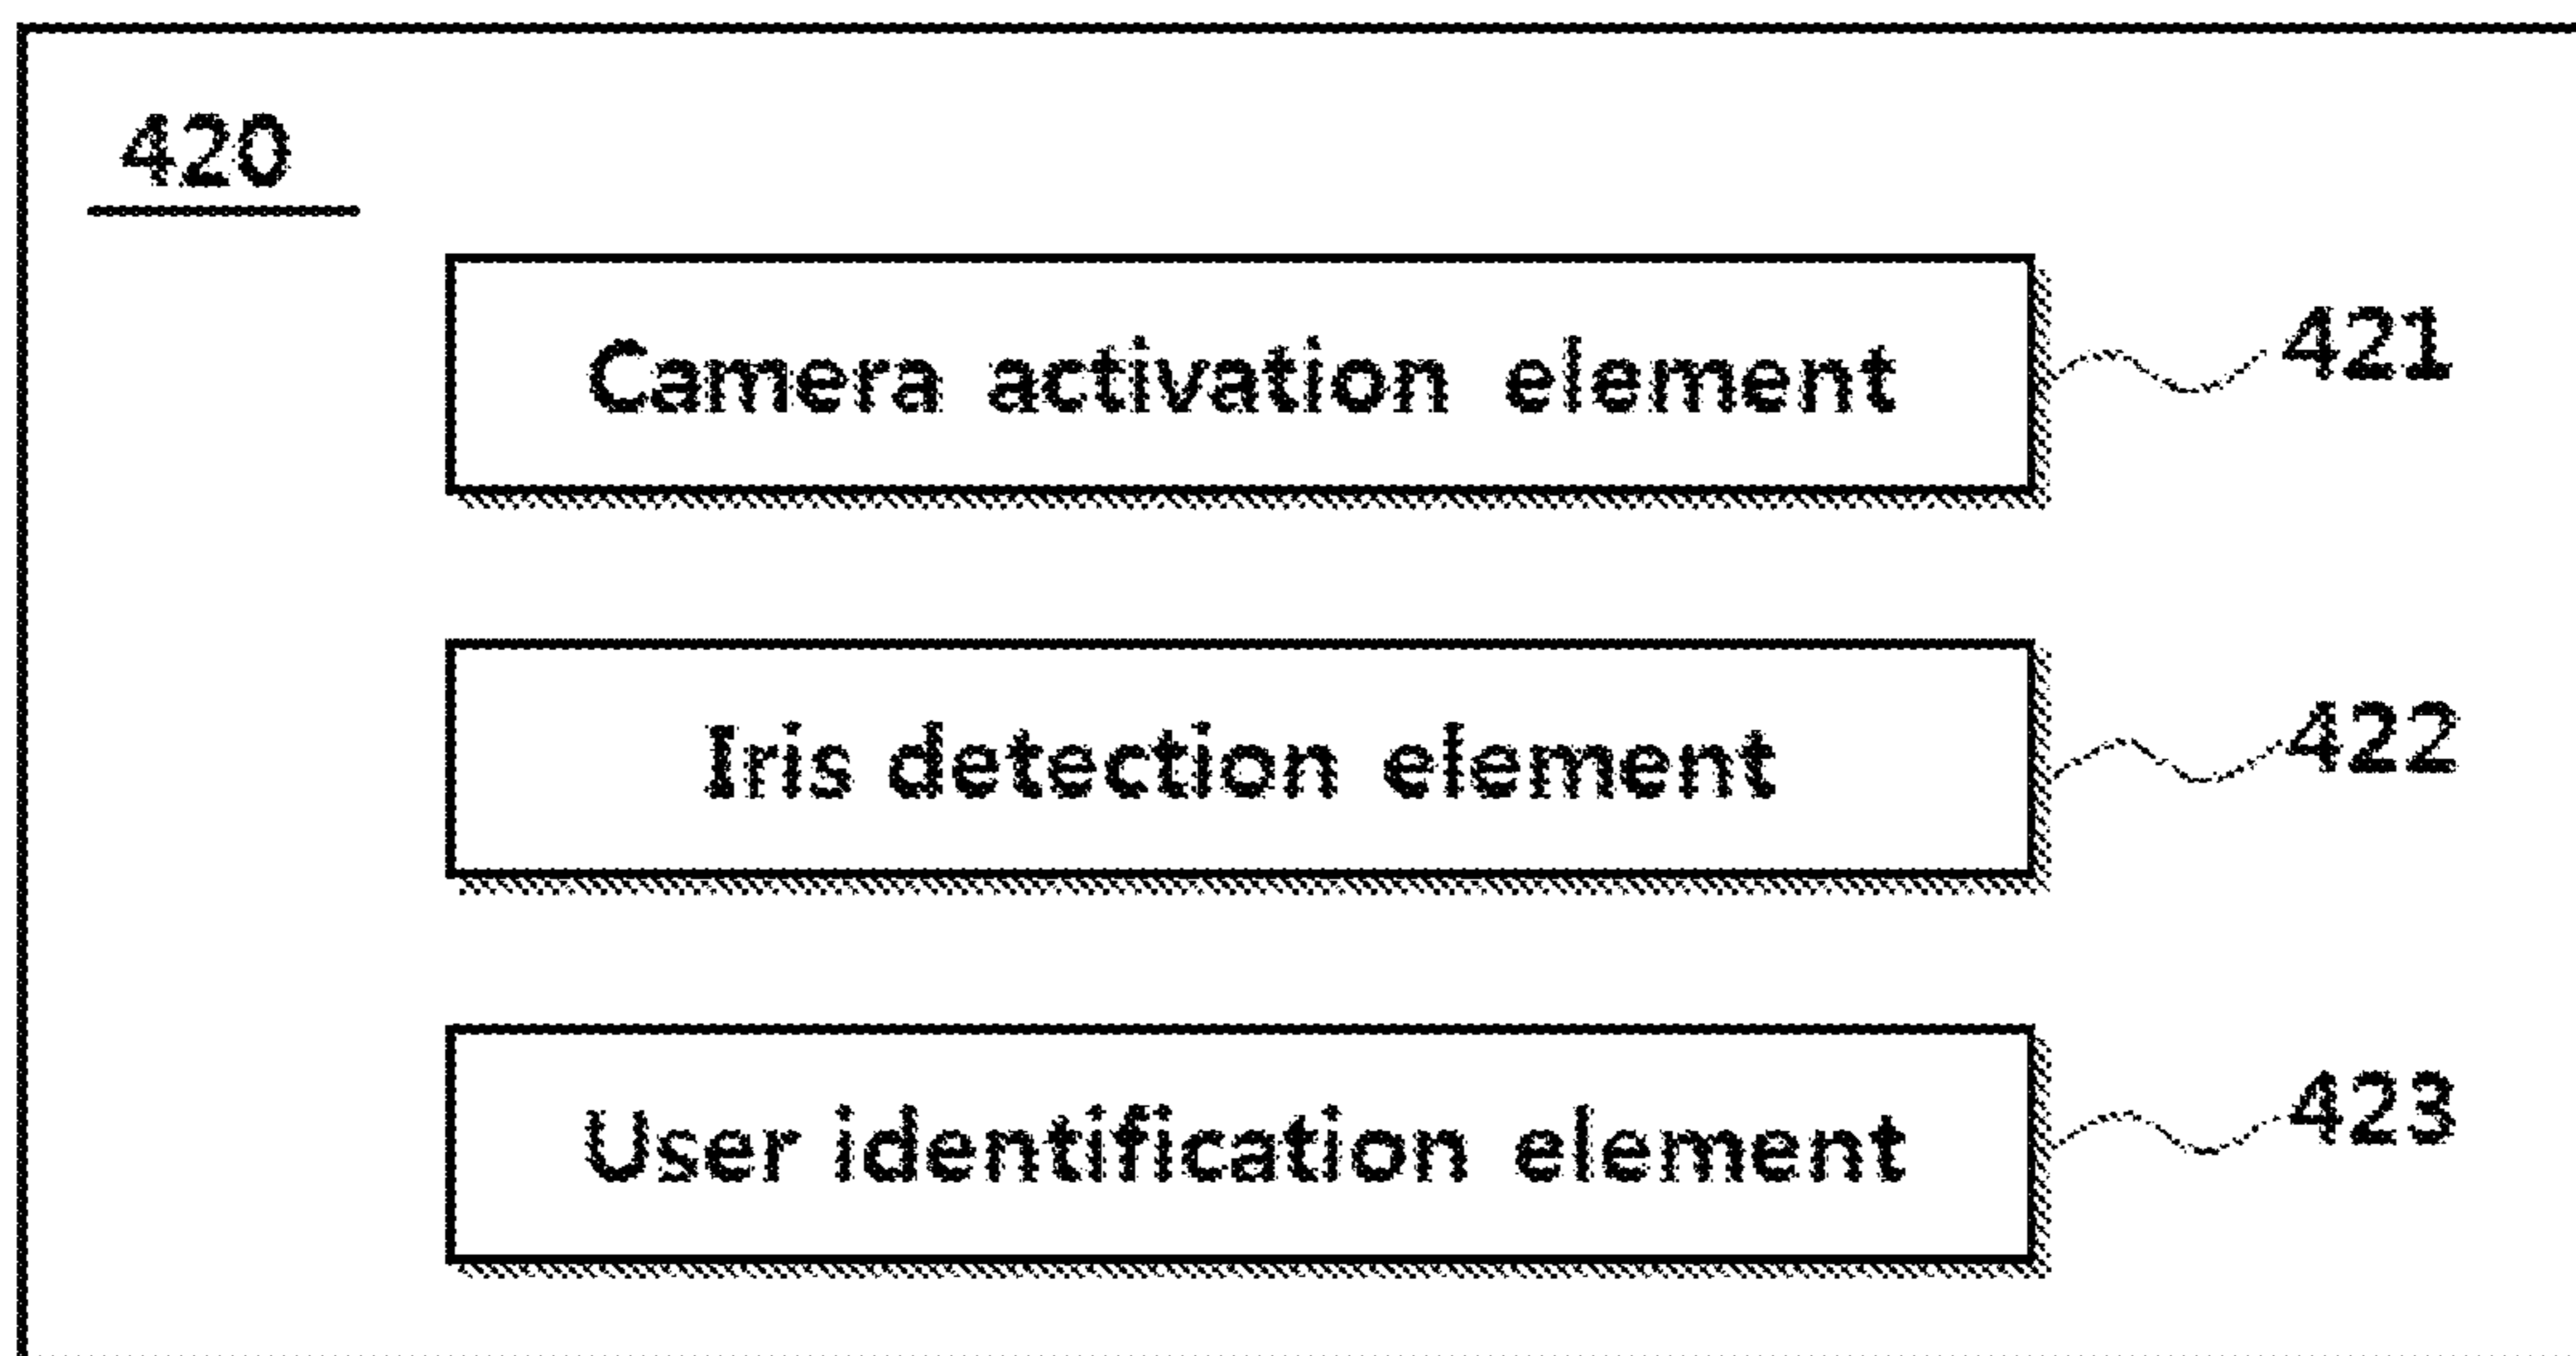 420
Camera activation element 421
Iris detection element 422
User identification element 423